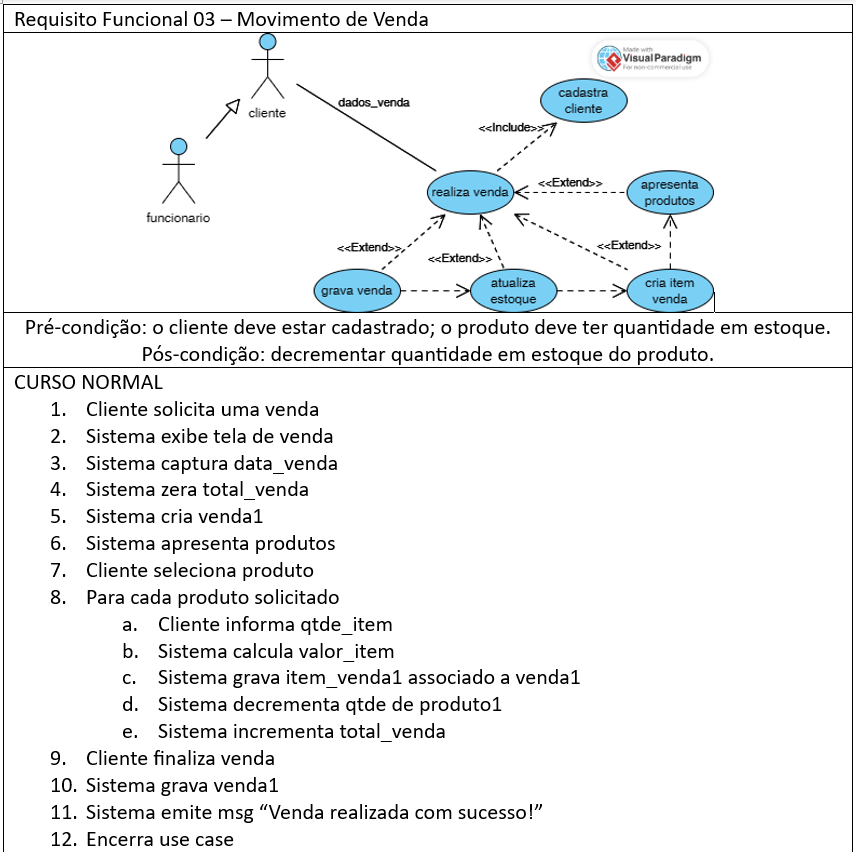 Requisito Funcional 03 – Movimento de Venda
Made with
Visual Paradigm
For non-commercial use
cliente
dados_venda
cadastra
cliente
<<Include>>
funcionario
realiza venda
<<Extend>>
apresenta
produtos
<<Extend>>
<<Extend>>
<<Extend>>
grava venda
atualiza
estoque
cria item
venda
Pré-condição: o cliente deve estar cadastrado; o produto deve ter quantidade em estoque.
Pós-condição: decrementar quantidade em estoque do produto.
CURSO NORMAL
1. Cliente solicita uma venda
2. Sistema exibe tela de venda
3. Sistema captura data_venda
4. Sistema zera total_venda
5. Sistema cria venda1
6. Sistema apresenta produtos
7. Cliente seleciona produto
8. Para cada produto solicitado
a. Cliente informa qtde_item
b. Sistema calcula valor_item
c. Sistema grava item_venda1 associado a venda1
d. Sistema decrementa qtde de produto1
e. Sistema incrementa total_venda
9. Cliente finaliza venda
10. Sistema grava venda1
11. Sistema emite msg “Venda realizada com sucesso!”
12. Encerra use case